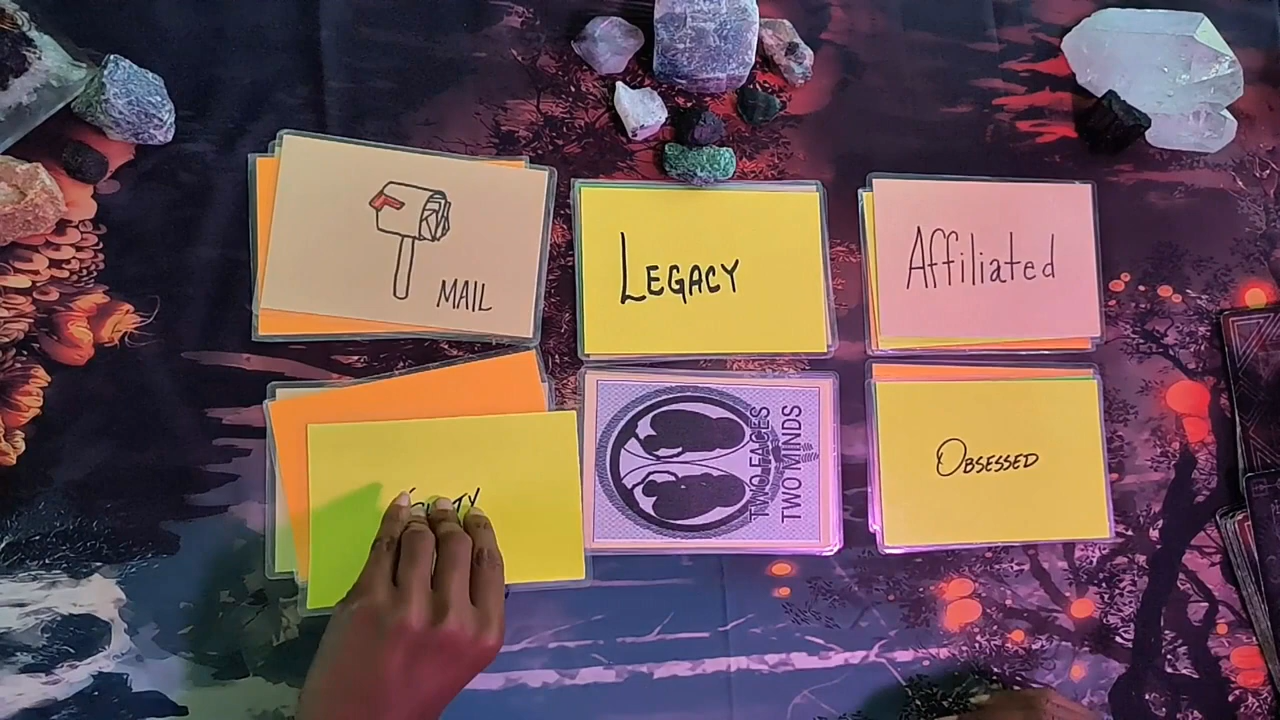 MAIL
LEGACY
Affiliated
TWO FACES
TWO MINDS
OBSESSED